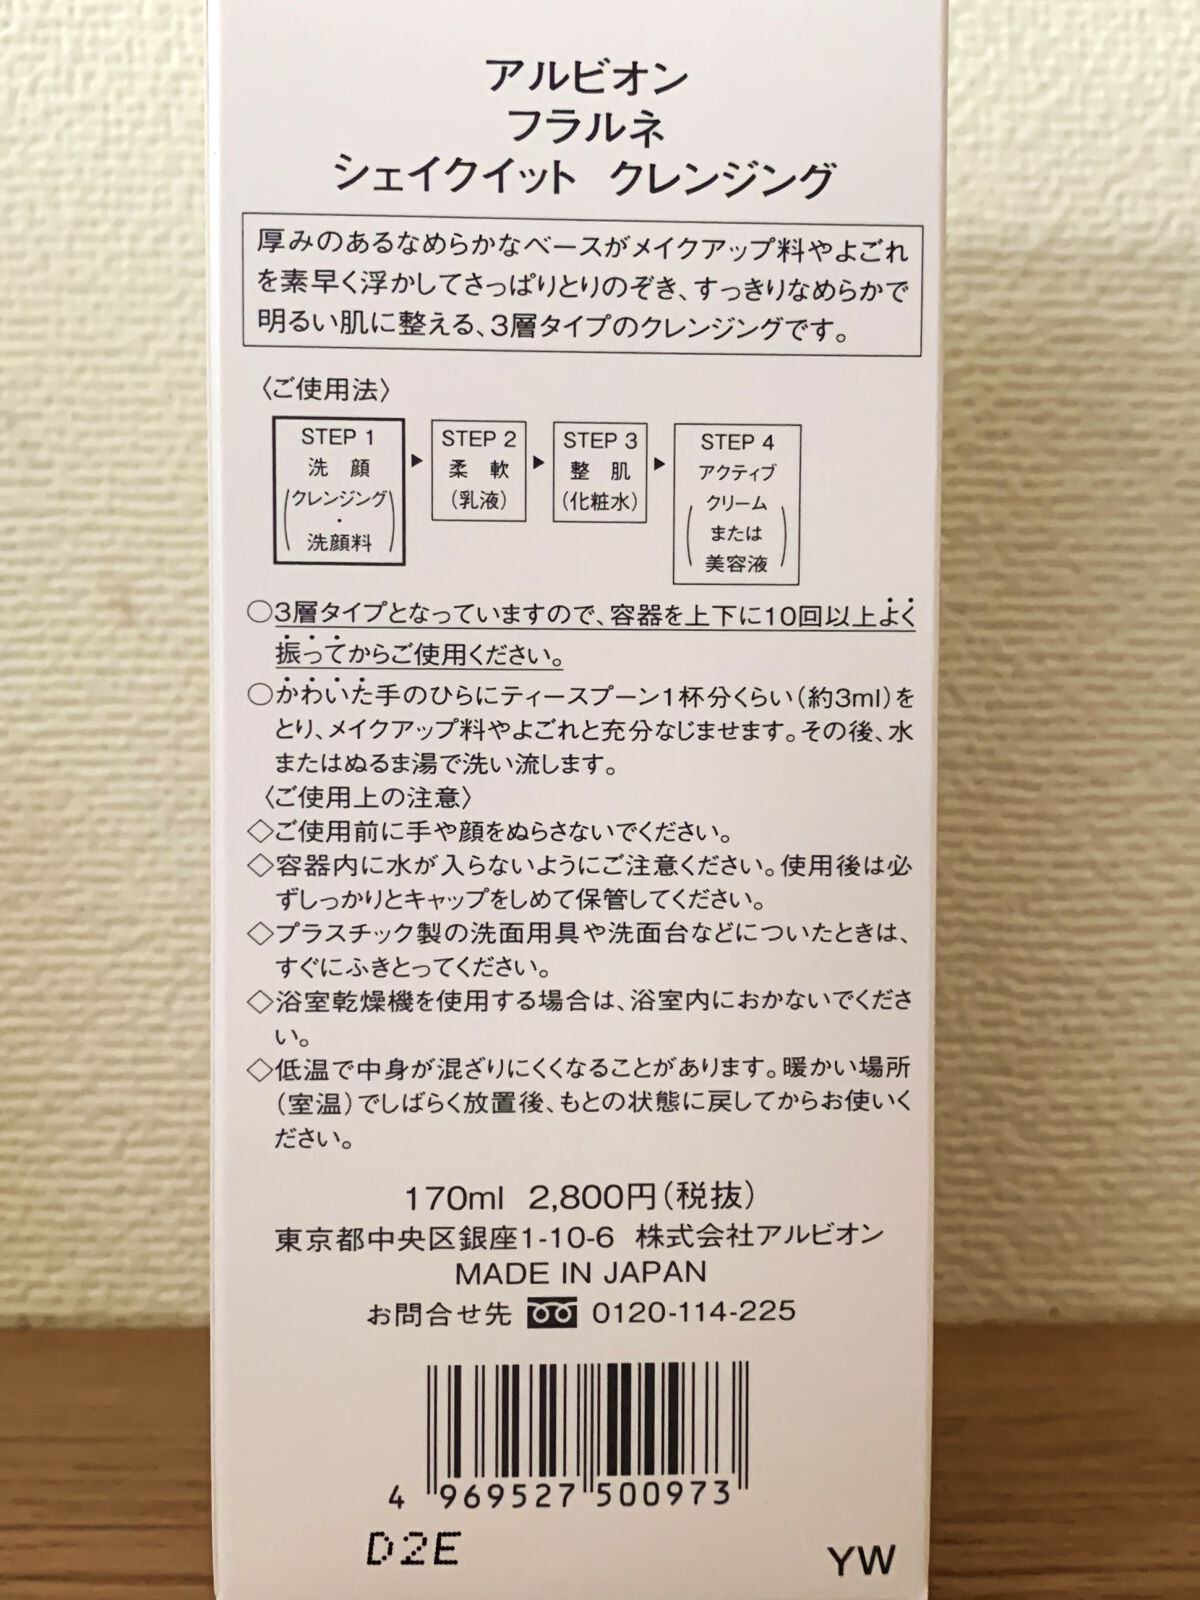 アルビオン
フラルネ
シェイクイット クレンジング
厚みのあるなめらかなベースがメイクアップ料やよごれ
を素早く浮かしてさっぱりとりのぞき、すっきりなめらかで
明るい肌に整える、3層タイプのクレンジングです。
〈ご使用法〉
STEP 1
洗 顔
(クレンジング
・
洗顔料)
▶
STEP 2
柔 軟
(乳液)
▶
STEP 3
整 肌
(化粧水)
▶
STEP 4
アクティブ
(クリーム
または
美容液)
○3層タイプとなっていますので、容器を上下に10回以上よく
振ってからご使用ください。
○かわいた手のひらにティースプーン1杯分くらい(約3ml)を
とり、メイクアップ料やよごれと充分なじませます。その後、水
またはぬるま湯で洗い流します。
〈ご使用上の注意〉
◇ご使用前に手や顔をぬらさないでください。
◇容器内に水が入らないようにご注意ください。使用後は必
ずしっかりとキャップをしめて保管してください。
◇プラスチック製の洗面用具や洗面台などについたときは、
すぐにふきとってください。
◇浴室乾燥機を使用する場合は、浴室内におかないでくださ
い。
◇低温で中身が混ざりにくくなることがあります。暖かい場所
(室温)でしばらく放置後、もとの状態に戻してからお使いく
ださい。
170ml 2,800円(税抜)
東京都中央区銀座1-10-6 株式会社アルビオン
MADE IN JAPAN
お問合せ先 0120-114-225
4 969527 500973
D2E
YW